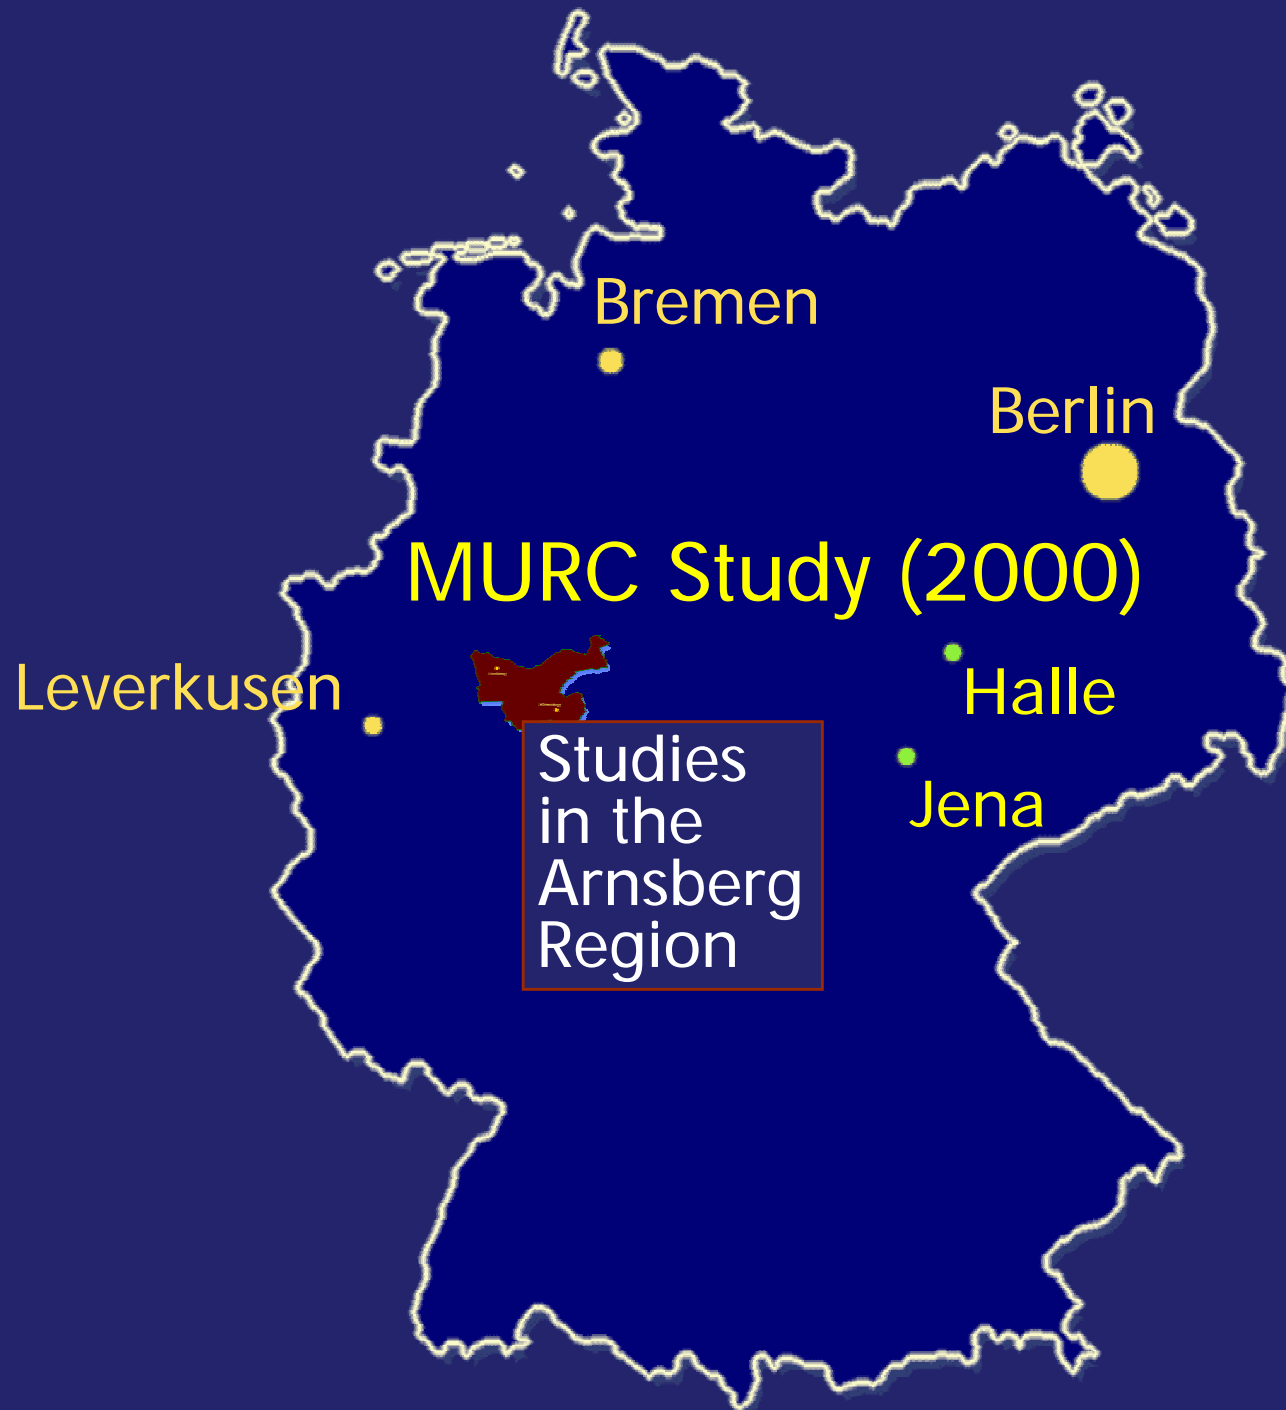 Bremen
Berlin
MURC Study (2000)
Leverkusen
Halle
Jena
Studies
in the
Arnsberg
Region